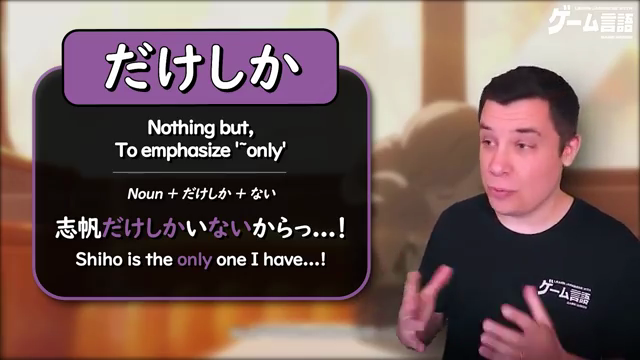 だけしか
Nothing but,
To emphasize '~only'
Noun + だけしか + ない
志帆だけしかいないからっ...!
Shiho is the only one I have...!
ゲーム言語
ゲーム言語